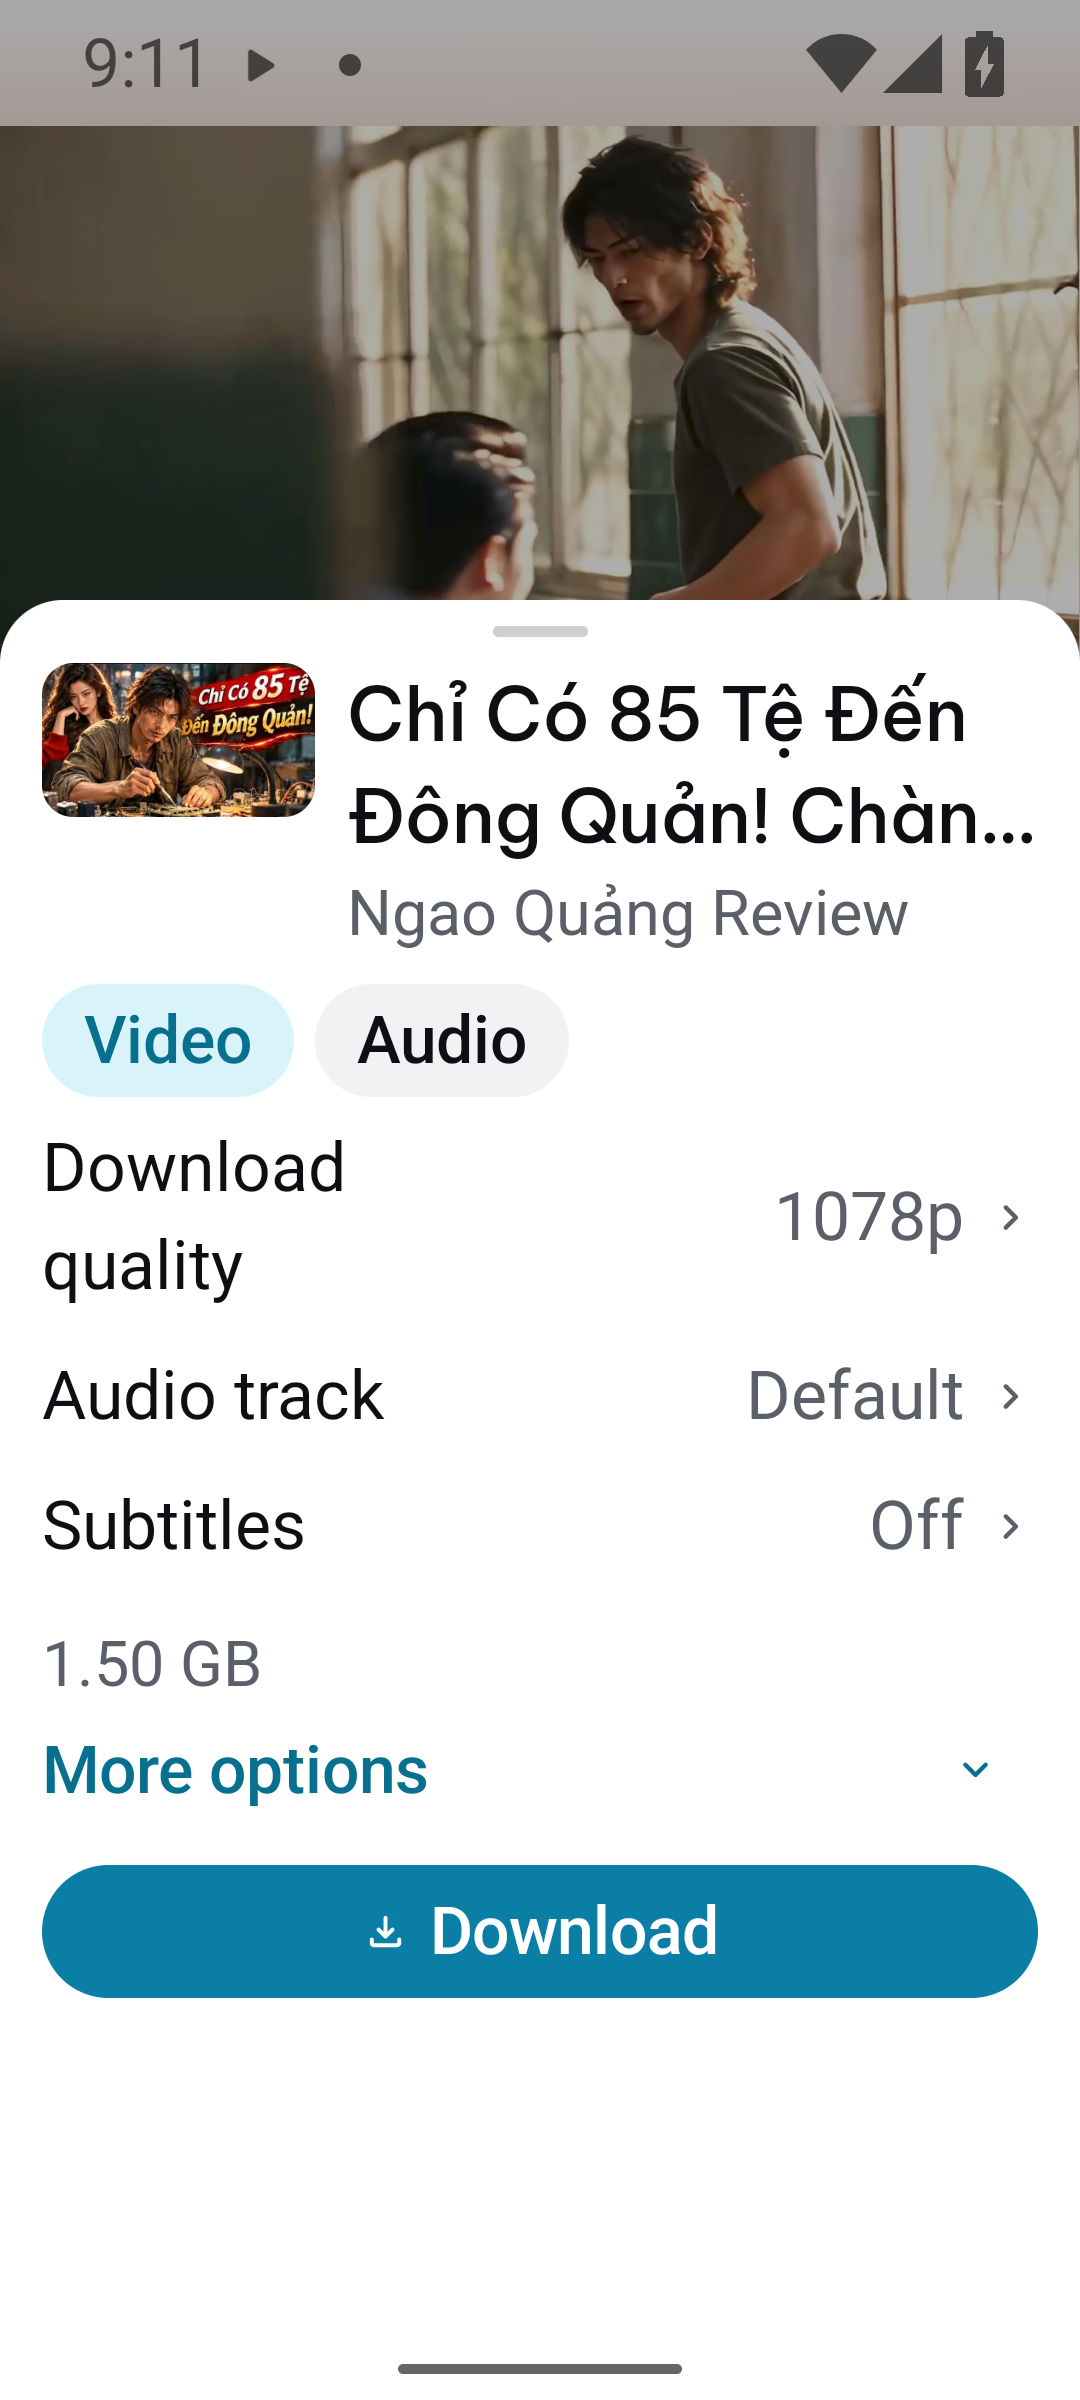 9:11
Chỉ Có 85 Tệ
Đến Đông Quản!
Chỉ Có 85 Tệ Đến
Đông Quản! Chàn...
Ngao Quảng Review
Video
Audio
Download
quality
1078p
Audio track
Default
Subtitles
Off
1.50 GB
More options
Download